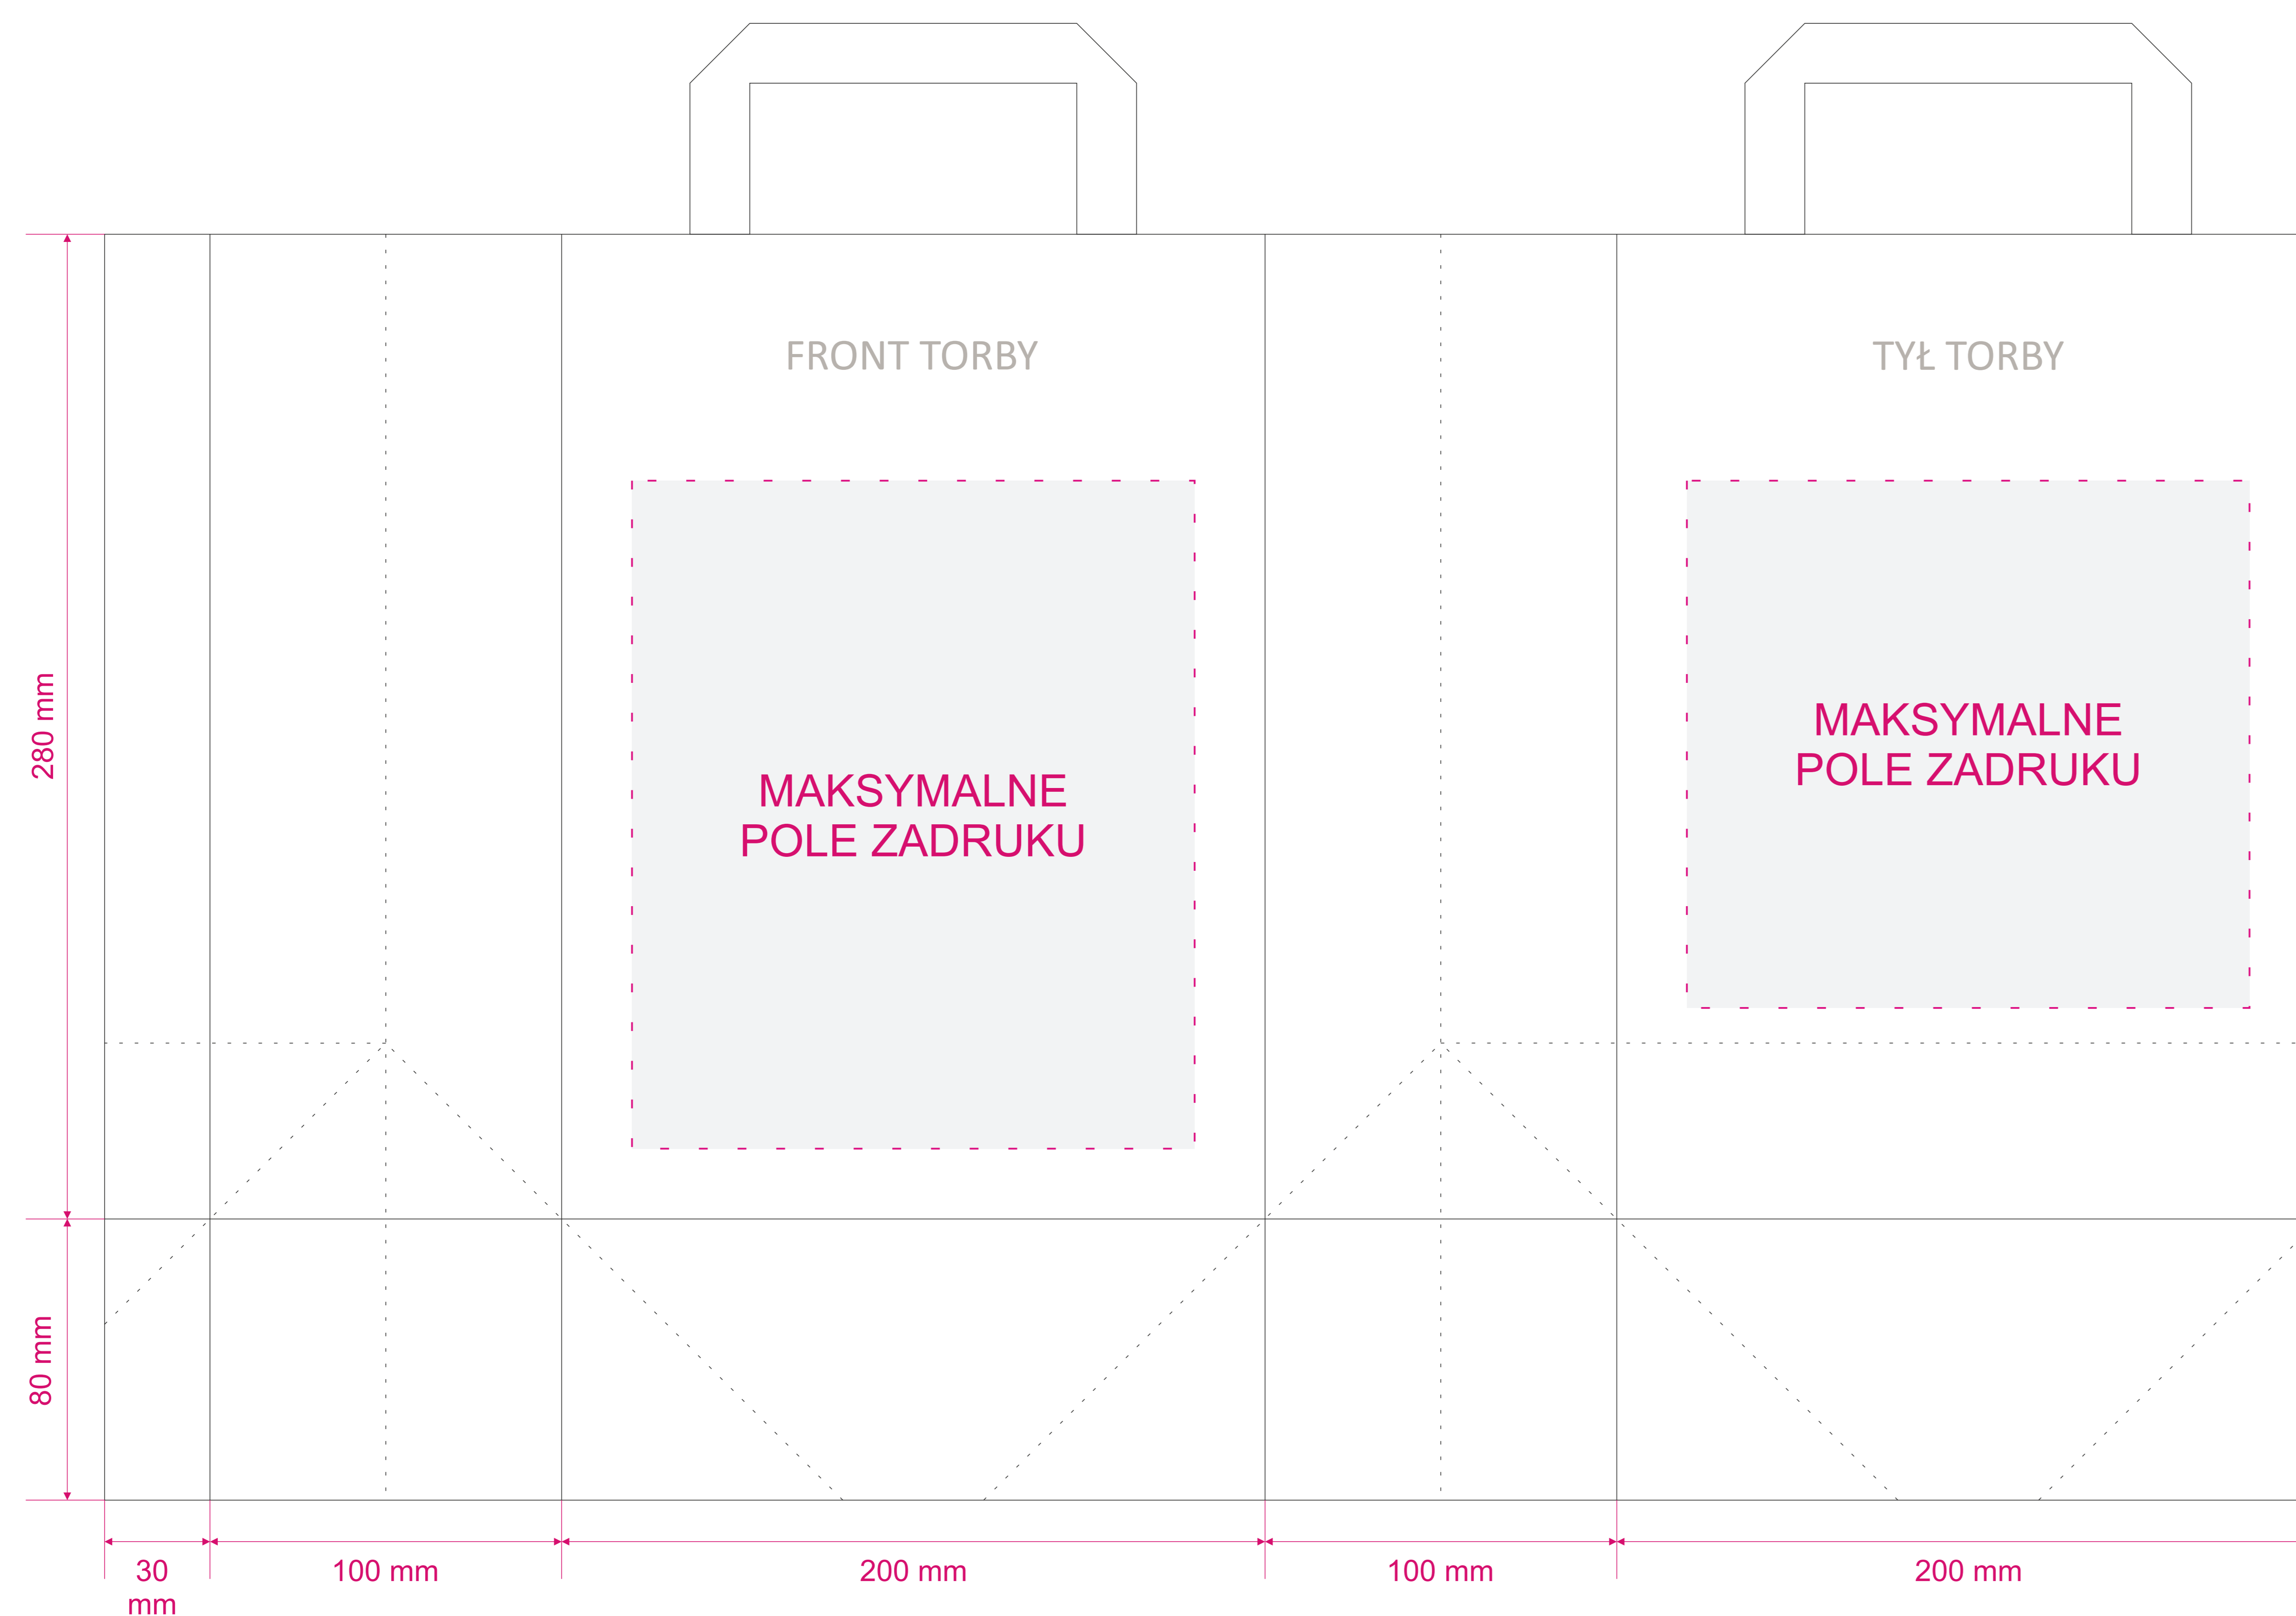 FRONT TORBY
TYŁ TORBY
280 mm
MAKSYMALNE
POLE ZADRUKU
MAKSYMALNE
POLE ZADRUKU
80 mm
30
mm
100 mm
200 mm
100 mm
200 mm